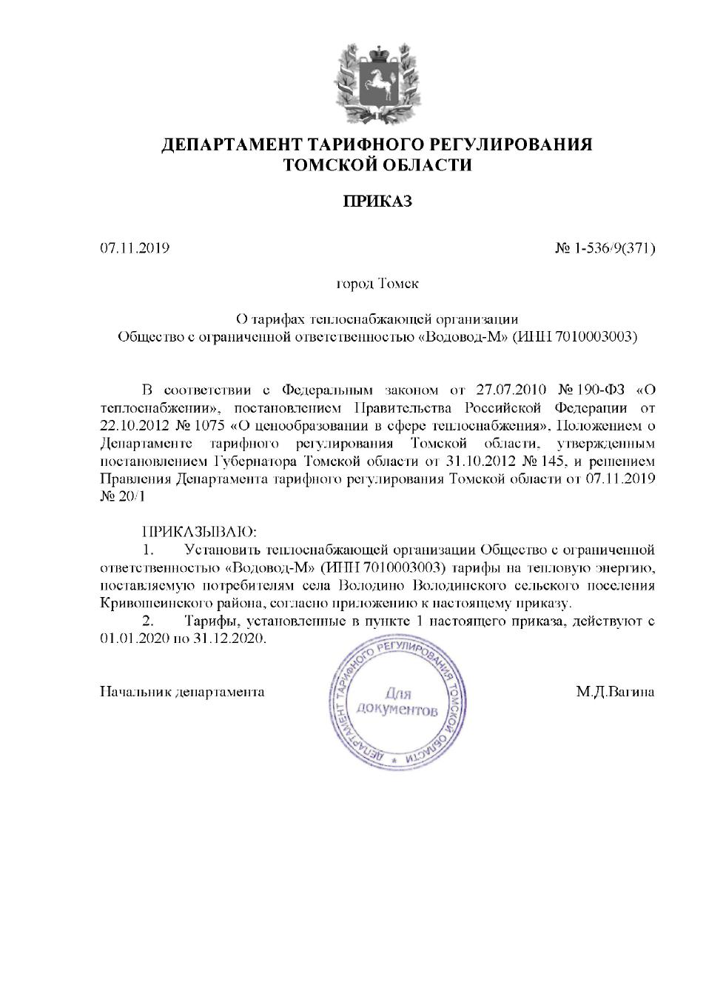 ДЕПАРТАМЕНТ ТАРИФНОГО РЕГУЛИРОВАНИЯ
ТОМСКОЙ ОБЛАСТИ
ПРИКАЗ
07.11.2019 № 1-536/9(371)
город Томск
О тарифах теплоснабжающей организации
Общество с ограниченной ответственностью «Водовод-М» (ИНН 7010003003)
В соответствии с Федеральным законом от 27.07.2010 № 190-ФЗ «О
теплоснабжении», постановлением Правительства Российской Федерации от
22.10.2012 № 1075 «О ценообразовании в сфере теплоснабжения», Положением о
Департаменте тарифного регулирования Томской области, утвержденным
постановлением Губернатора Томской области от 31.10.2012 № 145, и решением
Правления Департамента тарифного регулирования Томской области от 07.11.2019
№ 20/1
ПРИКАЗЫВАЮ:
1. Установить теплоснабжающей организации Общество с ограниченной
ответственностью «Водовод-М» (ИНН 7010003003) тарифы на тепловую энергию,
поставляемую потребителям села Володино Володинского сельского поселения
Кривошеинского района, согласно приложению к настоящему приказу.
2. Тарифы, установленные в пункте 1 настоящего приказа, действуют с
01.01.2020 по 31.12.2020.
Начальник департамента М.Д.Вагина
ДЕПАРТАМЕНТ ТАРИФНОГО РЕГУЛИРОВАНИЯ ТОМСКОЙ ОБЛАСТИ *
Для
документов